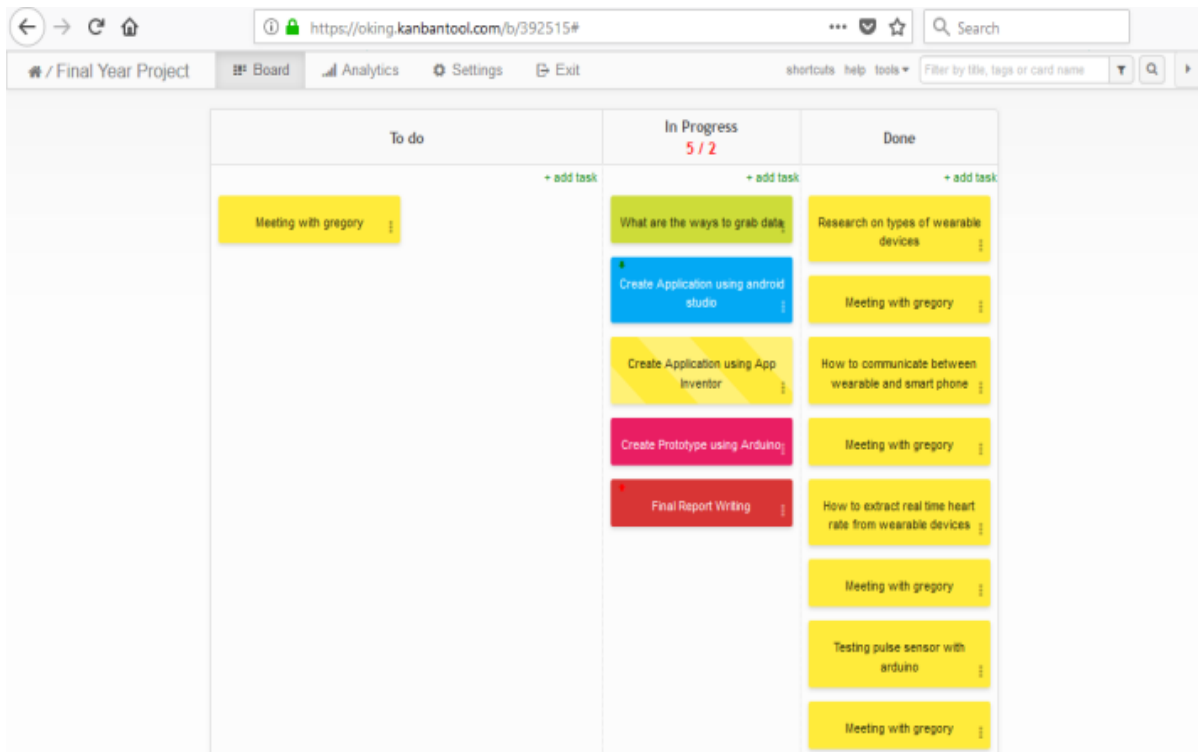 https://oking.kanbantool.com/b/392515#
Search
/ Final Year Project
Board
Analytics
Settings
Exit
shortcuts help tools
Filter by title, tags or card name
To do
In Progress
5 / 2
Done
+ add task
+ add task
+ add task
Meeting with gregory
What are the ways to grab data
Create Application using android
studio
Create Application using App
Inventor
Create Prototype using Arduino
Final Report Writing
Research on types of wearable
devices
Meeting with gregory
How to communicate between
wearable and smart phone
Meeting with gregory
How to extract real time heart
rate from wearable devices
Meeting with gregory
Testing pulse sensor with
arduino
Meeting with gregory